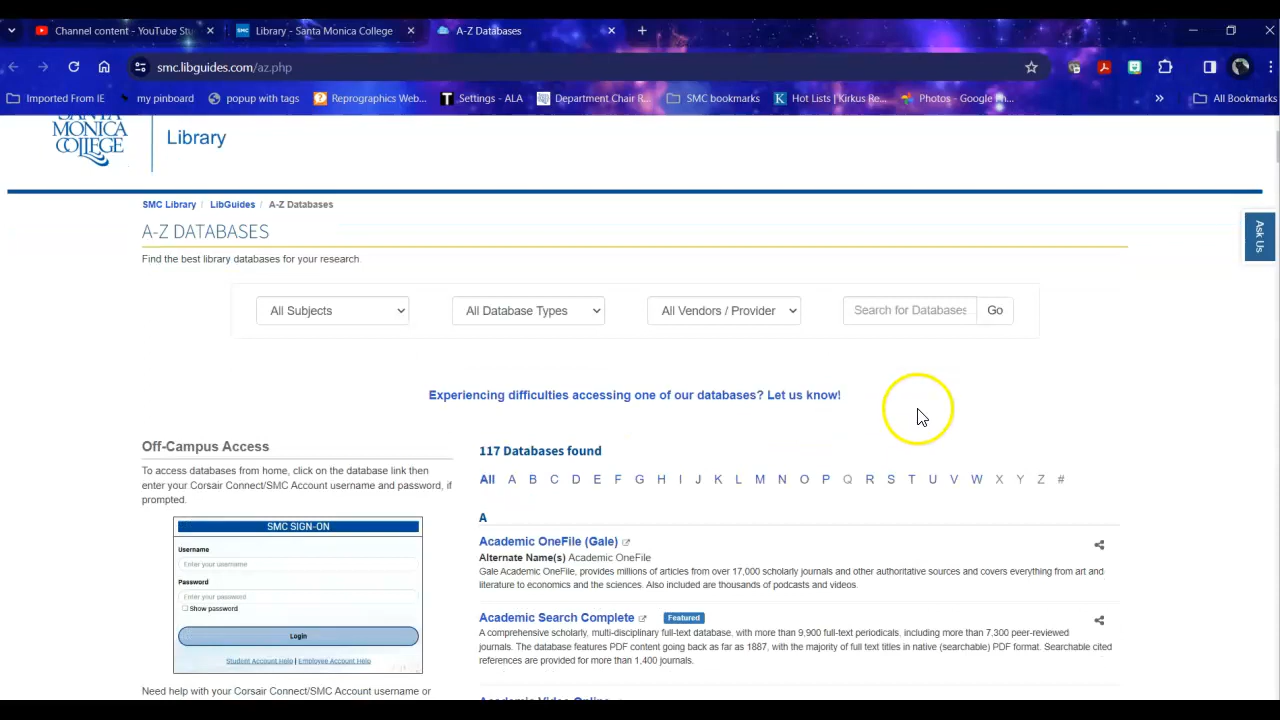 Channel content - YouTube Stu
Library - Santa Monica College
A-Z Databases
smc.libguides.com/az.php
Imported From IE
my pinboard
popup with tags
Reprographics Web...
Settings - ALA
Department Chair R...
SMC bookmarks
Hot Lists | Kirkus Re...
Photos - Google Ph...
All Bookmarks
SANTA
MONICA
COLLEGE
Library
SMC Library / LibGuides / A-Z Databases
A-Z DATABASES
Find the best library databases for your research
All Subjects
All Database Types
All Vendors / Provider
Search for Databases
Go
Ask Us
Experiencing difficulties accessing one of our databases? Let us know!
Off-Campus Access
To access databases from home, click on the database link then
enter your Corsair Connect/SMC Account username and password, if
prompted.
SMC SIGN-ON
Username
Enter your username
Password
Enter your password
Show password
Login
Student Account Help | Employee Account Help
Need help with your Corsair Connect/SMC Account username or
117 Databases found
All A B C D E F G H I J K L M N O P Q R S T U V W X Y Z #
A
Academic OneFile (Gale)
Alternate Name(s) Academic OneFile
Gale Academic OneFile, provides millions of articles from over 17,000 scholarly journals and other authoritative sources and covers everything from art and
literature to economics and the sciences. Also included are thousands of podcasts and videos.
Academic Search Complete Featured
A comprehensive scholarly, multi-disciplinary full-text database, with more than 9,900 full-text periodicals, including more than 7,300 peer-reviewed
journals. The database features PDF content going back as far as 1887, with the majority of full text titles in native (searchable) PDF format. Searchable cited
references are provided for more than 1,400 journals.
Academic Video Online